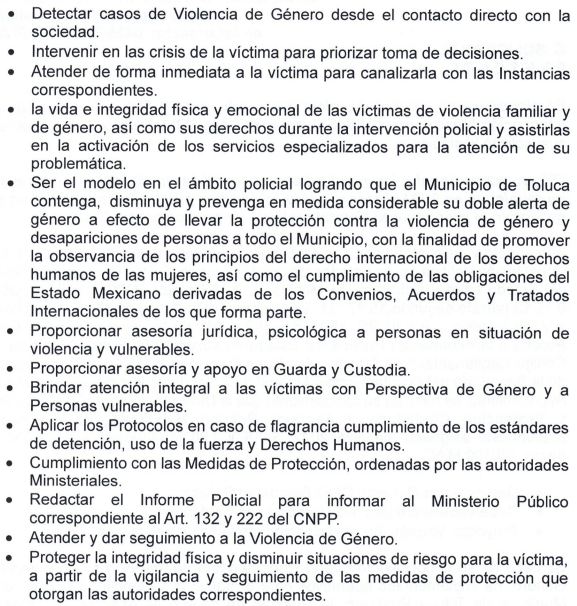 • Detectar casos de Violencia de Género desde el contacto directo con la
sociedad.
• Intervenir en las crisis de la víctima para priorizar toma de decisiones.
• Atender de forma inmediata a la víctima para canalizarla con las Instancias
correspondientes.
• la vida e integridad física y emocional de las víctimas de violencia familiar y
de género, así como sus derechos durante la intervención policial y asistirlas
en la activación de los servicios especializados para la atención de su
problemática.
• Ser el modelo en el ámbito policial logrando que el Municipio de Toluca
contenga, disminuya y prevenga en medida considerable su doble alerta de
género a efecto de llevar la protección contra la violencia de género y
desapariciones de personas a todo el Municipio, con la finalidad de promover
la observancia de los principios del derecho internacional de los derechos
humanos de las mujeres, así como el cumplimiento de las obligaciones del
Estado Mexicano derivadas de los Convenios, Acuerdos y Tratados
Internacionales de los que forma parte.
• Proporcionar asesoría jurídica, psicológica a personas en situación de
violencia y vulnerables.
• Proporcionar asesoría y apoyo en Guarda y Custodia.
• Brindar atención integral a las víctimas con Perspectiva de Género y a
Personas vulnerables.
• Aplicar los Protocolos en caso de flagrancia cumplimiento de los estándares
de detención, uso de la fuerza y Derechos Humanos.
• Cumplimiento con las Medidas de Protección, ordenadas por las autoridades
Ministeriales.
• Redactar el Informe Policial para informar al Ministerio Público
correspondiente al Art. 132 y 222 del CNPP.
• Atender y dar seguimiento a la Violencia de Género.
• Proteger la integridad física y disminuir situaciones de riesgo para la víctima,
a partir de la vigilancia y seguimiento de las medidas de protección que
otorgan las autoridades correspondientes.